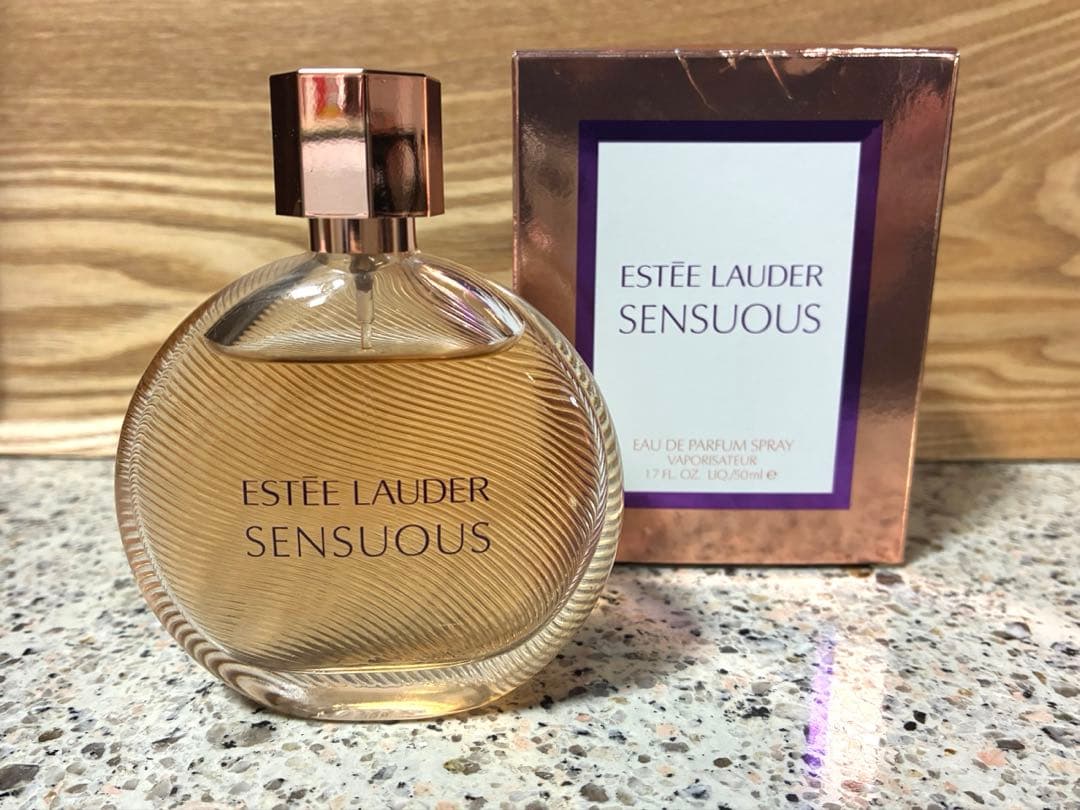 ESTĒE LAUDER
SENSUOUS
ESTĒE LAUDER
SENSUOUS
EAU DE PARFUM SPRAY
VAPORISATEUR
1.7 FL. OZ. LIQ./50ml ℮